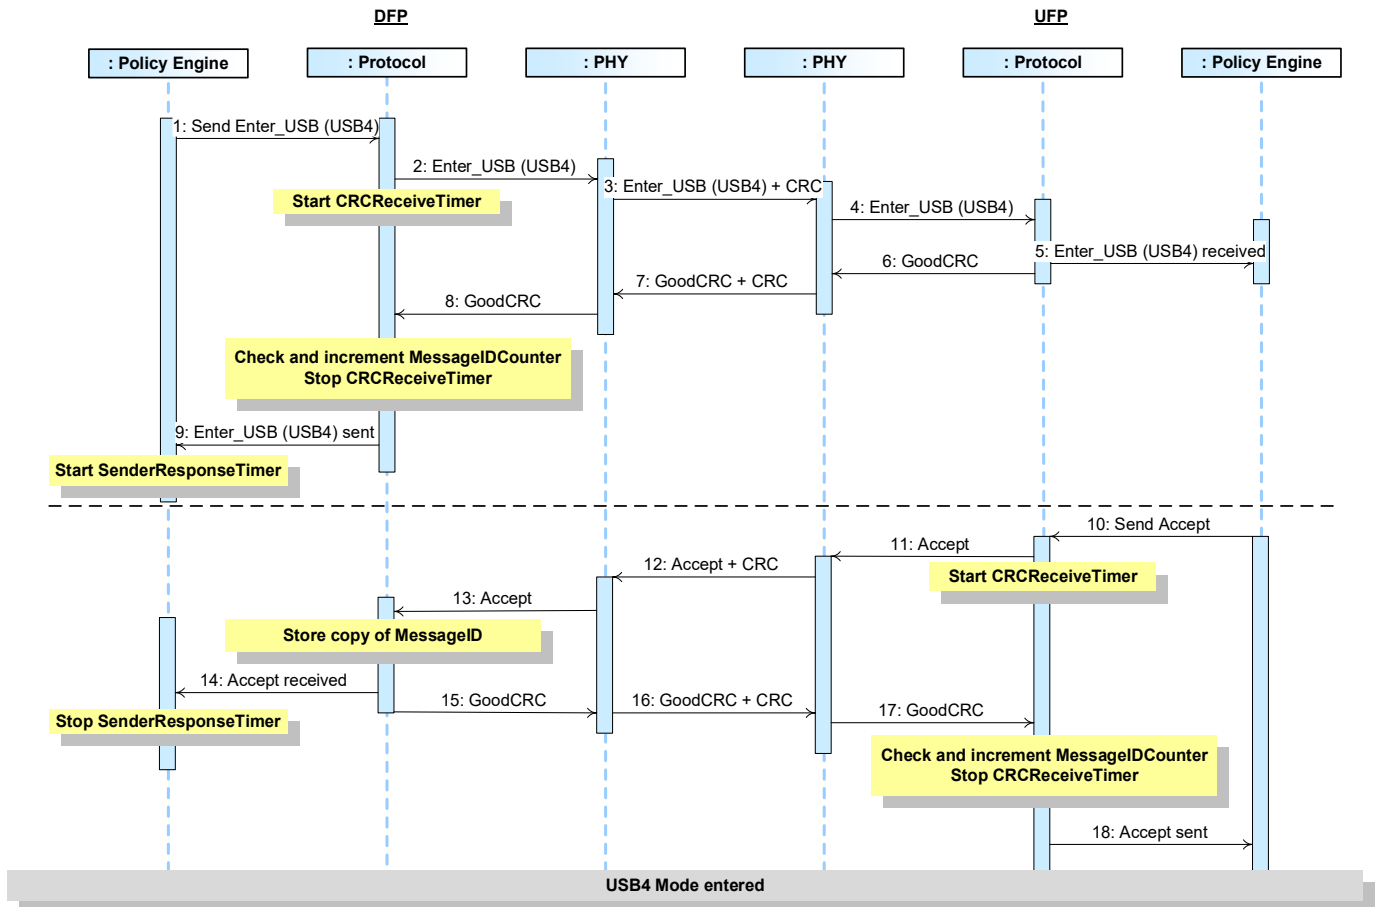 DFP
UFP
: Policy Engine
: Protocol
: PHY
: PHY
: Protocol
: Policy Engine
1: Send Enter_USB (USB4)
2: Enter_USB (USB4)
Start CRCReceiveTimer
3: Enter_USB (USB4) + CRC
4: Enter_USB (USB4)
5: Enter_USB (USB4) received
6: GoodCRC
7: GoodCRC + CRC
8: GoodCRC
Check and increment MessageIDCounter
Stop CRCReceiveTimer
9: Enter_USB (USB4) sent
Start SenderResponseTimer
10: Send Accept
11: Accept
Start CRCReceiveTimer
12: Accept + CRC
13: Accept
Store copy of MessageID
14: Accept received
Stop SenderResponseTimer
15: GoodCRC
16: GoodCRC + CRC
17: GoodCRC
Check and increment MessageIDCounter
Stop CRCReceiveTimer
18: Accept sent
USB4 Mode entered